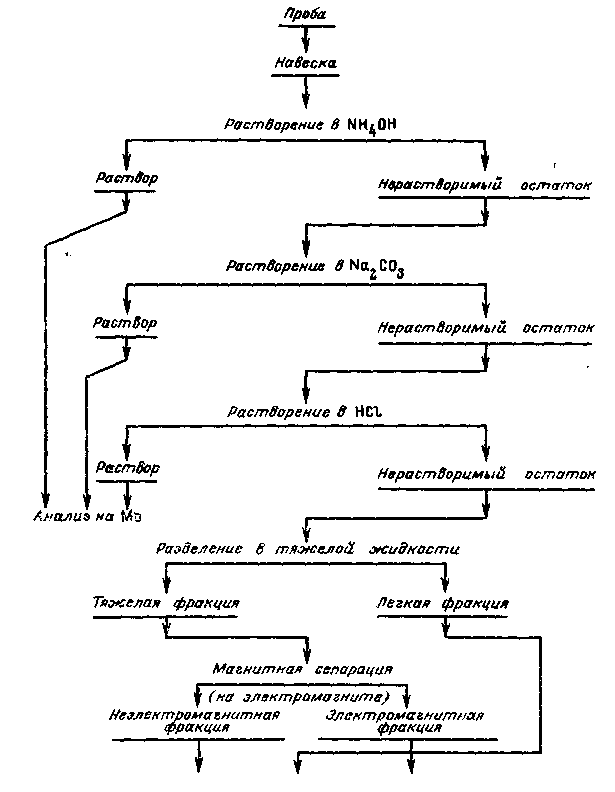 Проба
Навеска
Растворение в NH4OH
Раствор
Нерастворимый остаток
Растворение в Na2CO3
Раствор
Нерастворимый остаток
Растворение в HCl
Раствор
Нерастворимый остаток
Анализ на Mo
Разделение в тяжелой жидкости
Тяжелая фракция
Легкая фракция
Магнитная сепарация
(на электромагните)
Неэлектромагнитная
фракция
Электромагнитная
фракция